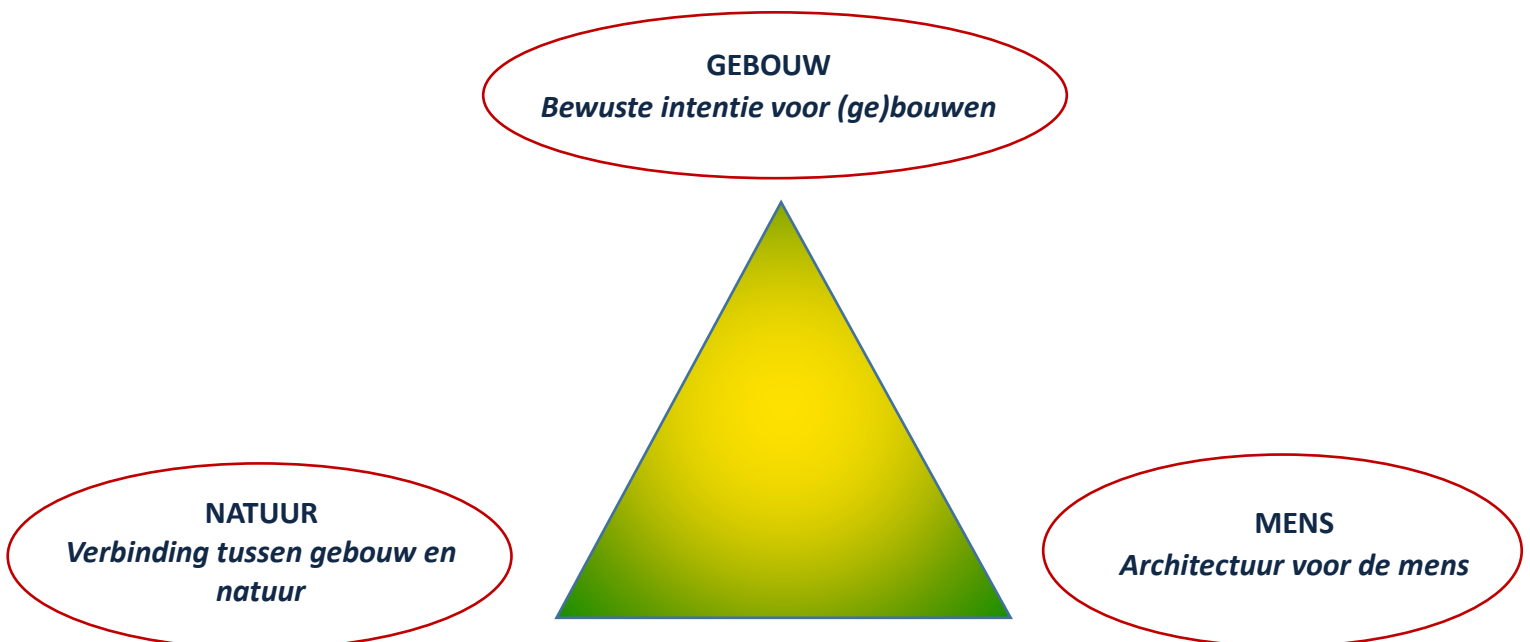 GEBOUW
Bewuste intentie voor (ge)bouwen
NATUUR
Verbinding tussen gebouw en
natuur
MENS
Architectuur voor de mens